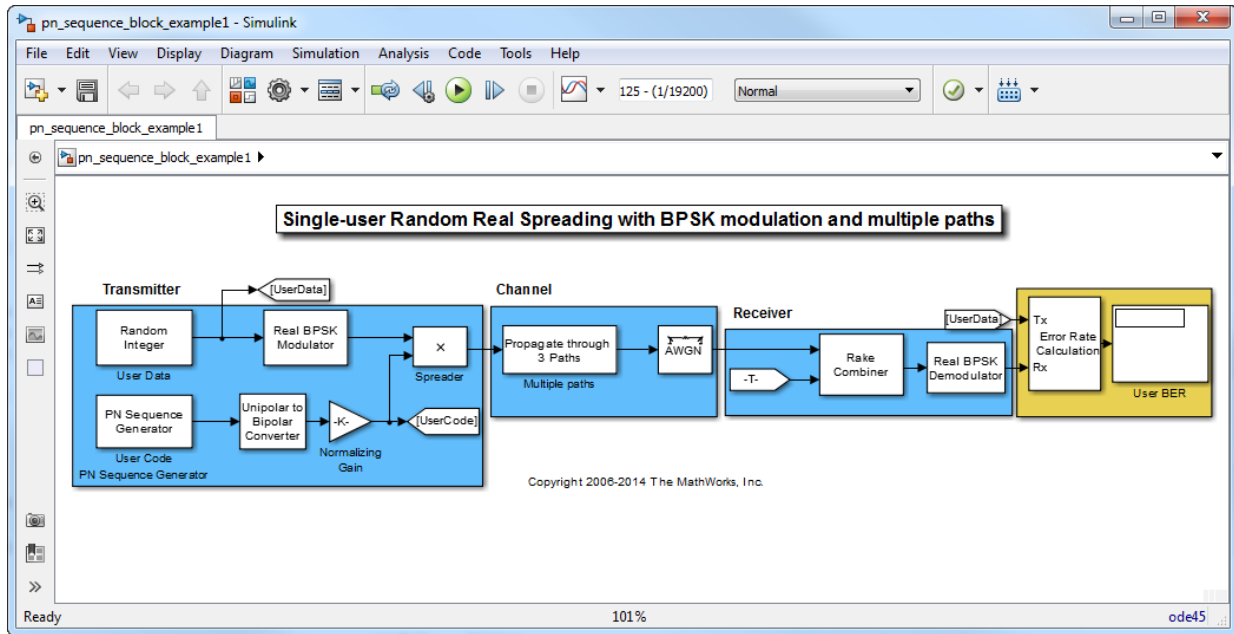 pn_sequence_block_example1 - Simulink
File Edit View Display Diagram Simulation Analysis Code Tools Help
125 - (1/19200) Normal
pn_sequence_block_example1
pn_sequence_block_example1
Single-user Random Real Spreading with BPSK modulation and multiple paths
Transmitter
[UserData]
Random
Integer
User Data
Real BPSK
Modulator
×
Spreader
PN Sequence
Generator
User Code
PN Sequence Generator
Unipolar to
Bipolar
Converter
-K-
Normalizing
Gain
[UserCode]
Channel
Propagate through
3 Paths
Multiple paths
AWGN
Receiver
-T-
Rake
Combiner
Real BPSK
Demodulator
[UserData]
Tx
Error Rate
Calculation
Rx
User BER
Copyright 2006-2014 The MathWorks, Inc.
Ready 101% ode45